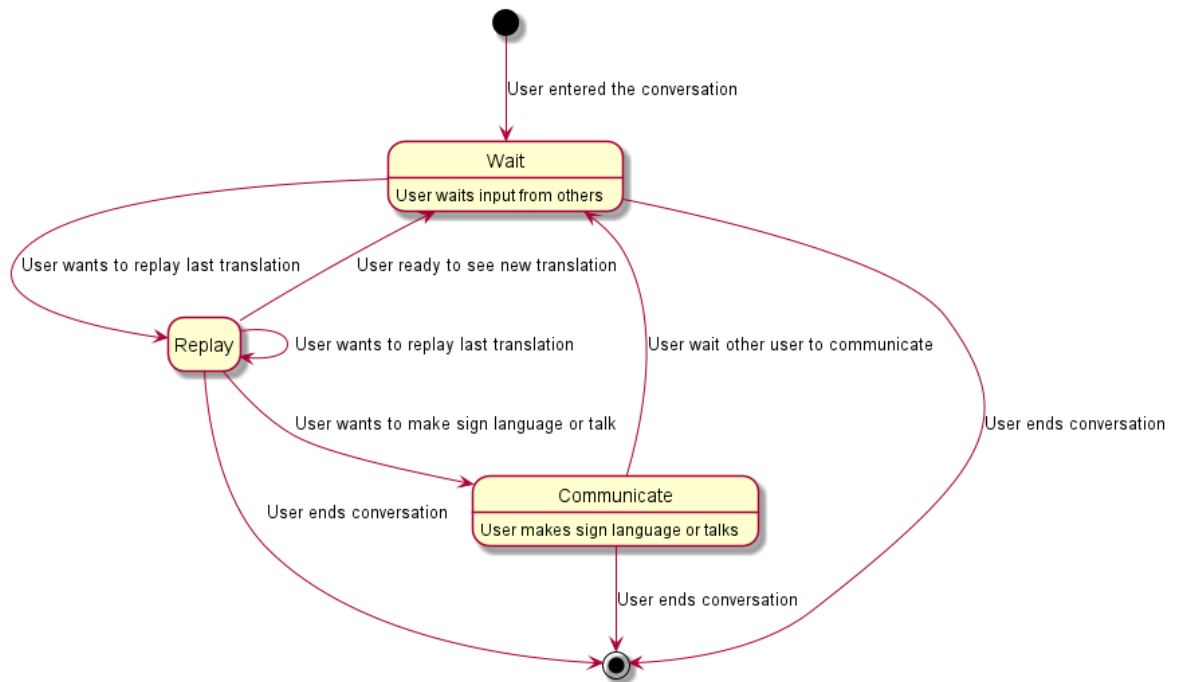 User entered the conversation
Wait
User waits input from others
User wants to replay last translation
User ready to see new translation
Replay
User wants to replay last translation
User wait other user to communicate
User wants to make sign language or talk
User ends conversation
Communicate
User makes sign language or talks
User ends conversation
User ends conversation